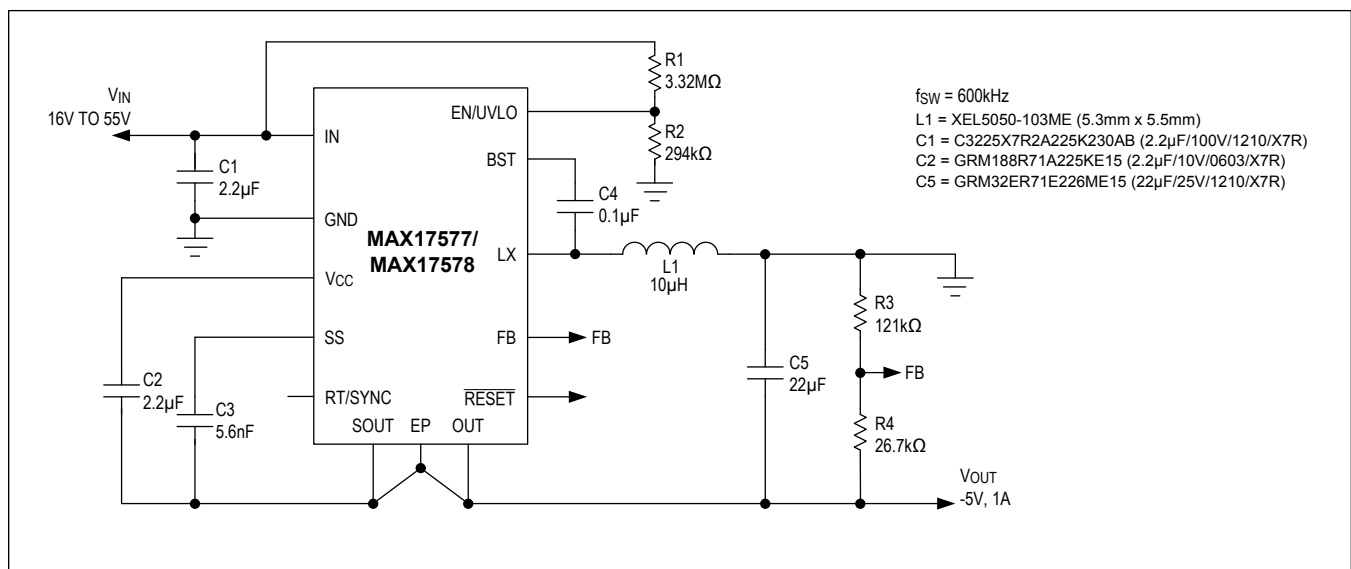 VIN
16V TO 55V
C1
2.2µF
R1
3.32MΩ
R2
294kΩ
IN
EN/UVLO
BST
GND
MAX17577/
MAX17578
LX
VCC
SS
FB
FB
RT/SYNC
RESET
SOUT
EP
OUT
C4
0.1µF
L1
10µH
C2
2.2µF
C3
5.6nF
C5
22µF
R3
121kΩ
FB
R4
26.7kΩ
VOUT
-5V, 1A
fSW = 600kHz
L1 = XEL5050-103ME (5.3mm x 5.5mm)
C1 = C3225X7R2A225K230AB (2.2µF/100V/1210/X7R)
C2 = GRM188R71A225KE15 (2.2µF/10V/0603/X7R)
C5 = GRM32ER71E226ME15 (22µF/25V/1210/X7R)